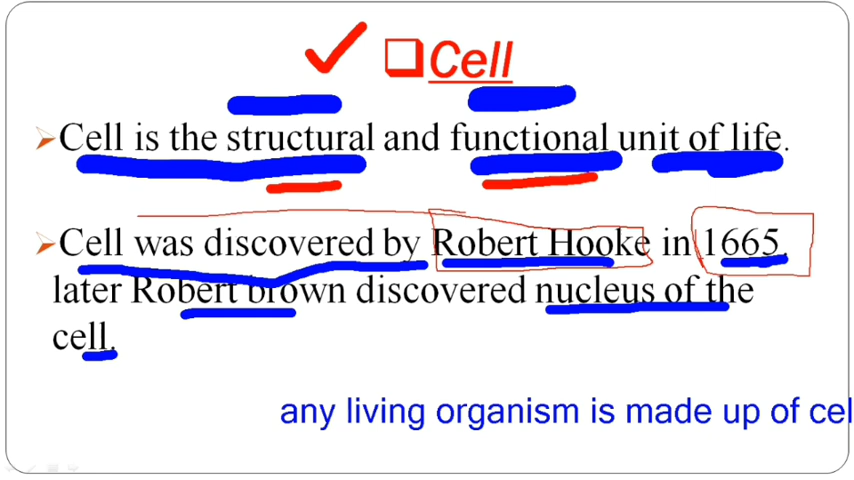 Cell
Cell is the structural and functional unit of life.
Cell was discovered by Robert Hooke in 1665.
later Robert brown discovered nucleus of the
cell.
any living organism is made up of cel